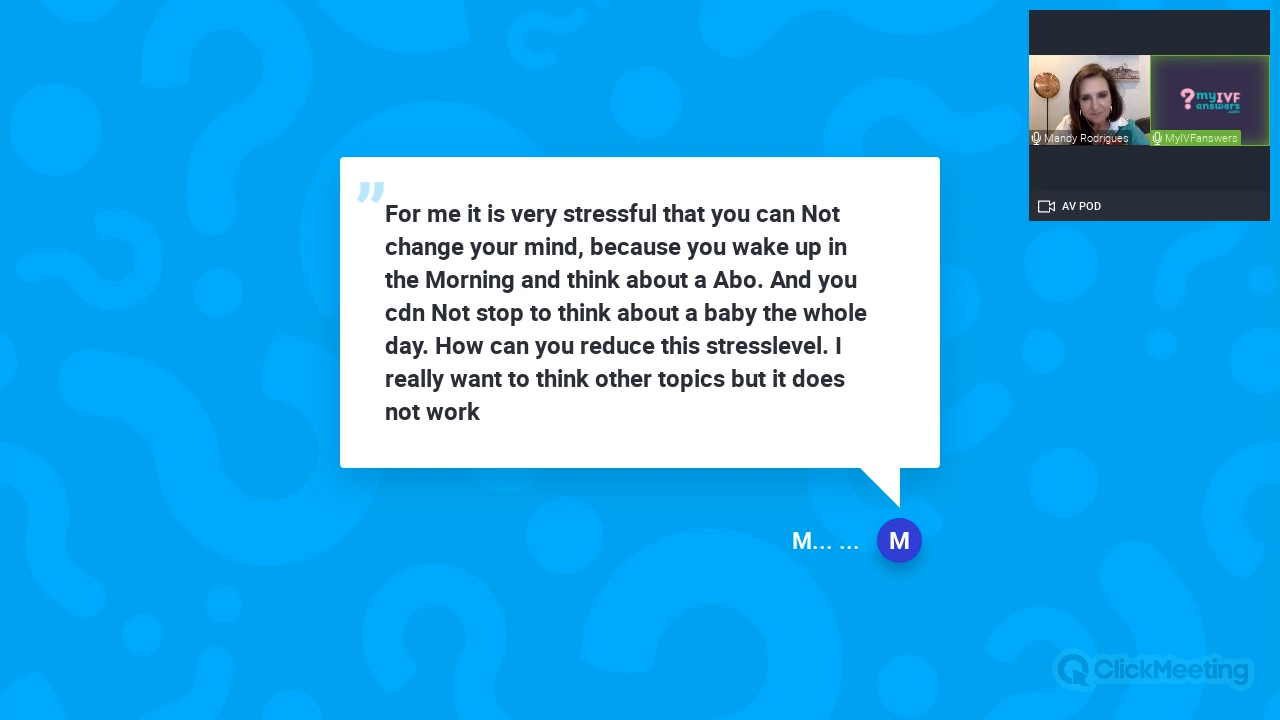 For me it is very stressful that you can Not
change your mind, because you wake up in
the Morning and think about a Abo. And you
cdn Not stop to think about a baby the whole
day. How can you reduce this stresslevel. I
really want to think other topics but it does
not work
M... ...
M
Mandy Rodrigues
?myIVF
answers
MyIVFanswers
AV POD
ClickMeeting